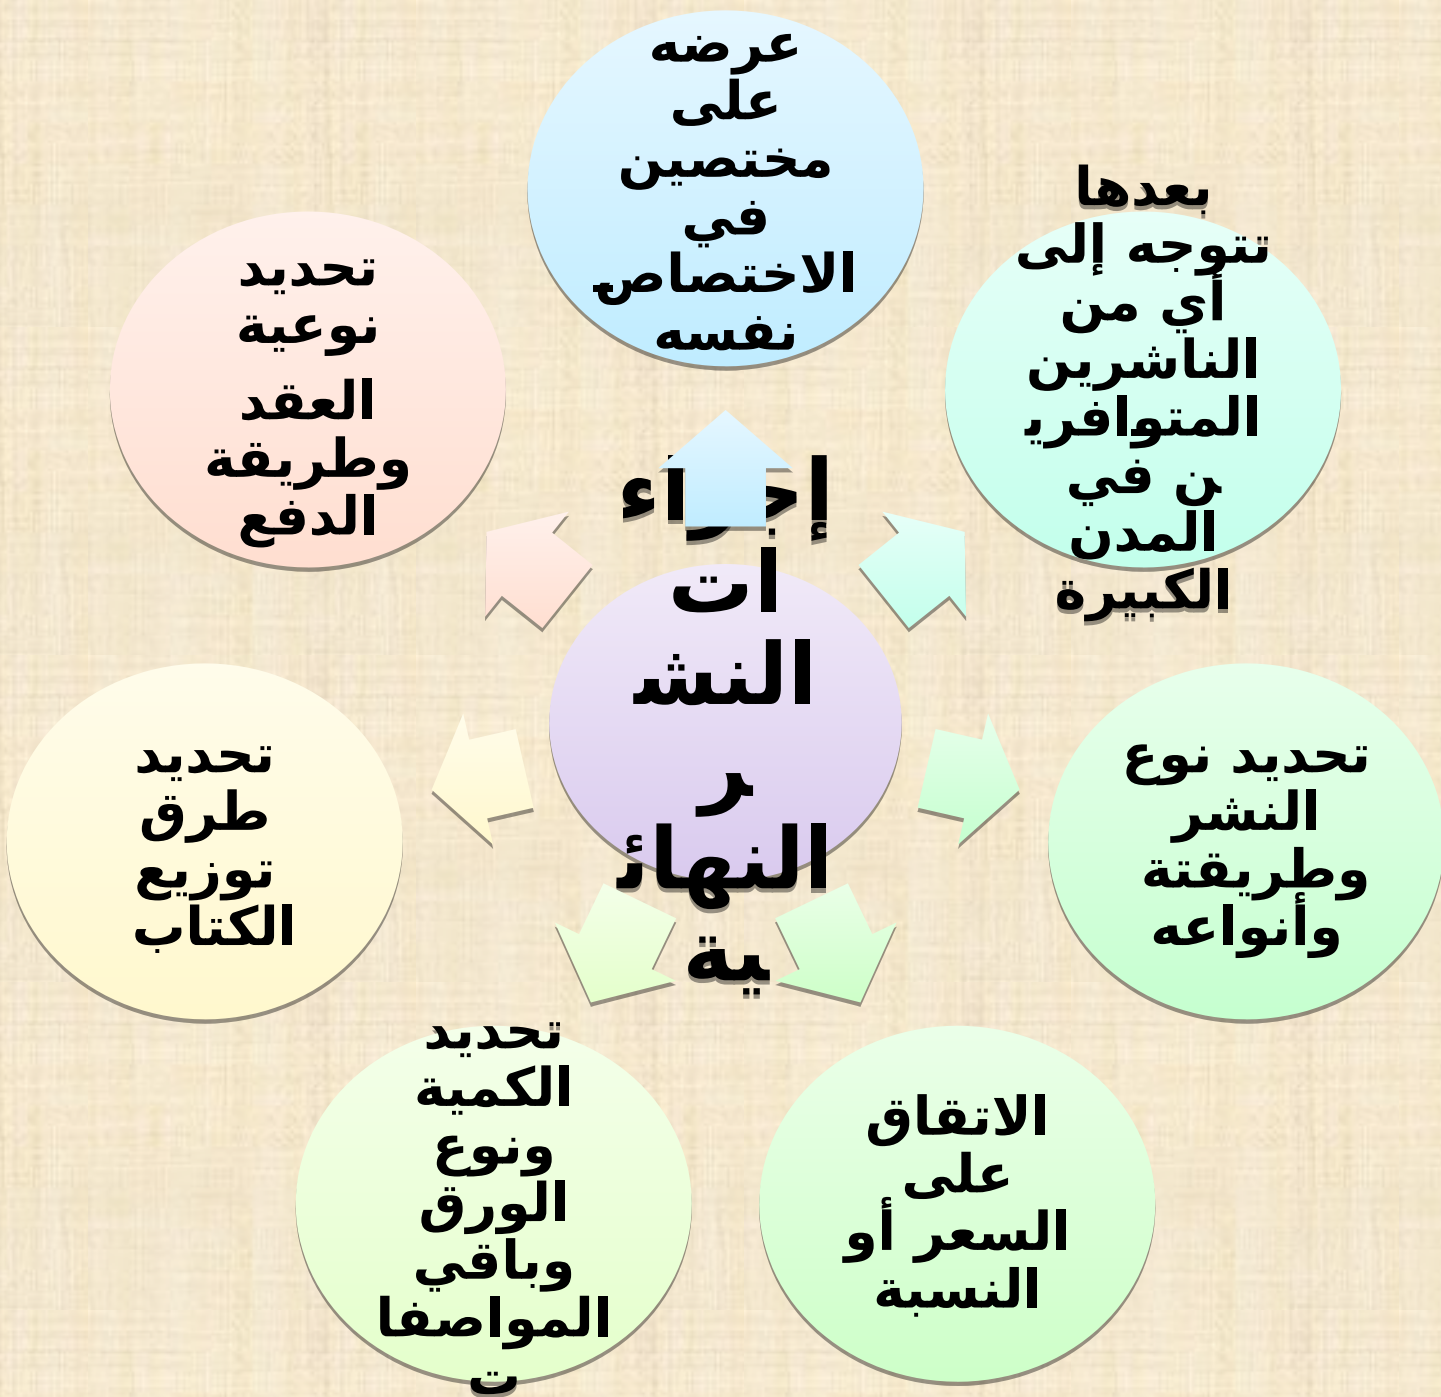 عرضه
على
مختصين
في
الاختصاص
نفسه
بعدها
تتوجه إلى
أي من
الناشرين
المتوافري
ن في
المدن
الكبيرة
تحديد نوع
النشر
وطريقتة
وأنواعه
الاتقاق
على
السعر أو
النسبة
تحديد
الكمية
ونوع
الورق
وباقي
المواصفا
ت
تحديد
طرق
توزيع
الكتاب
تحديد
نوعية
العقد
وطريقة
الدفع
إجراء
ات
النش
ر
النهائ
ية